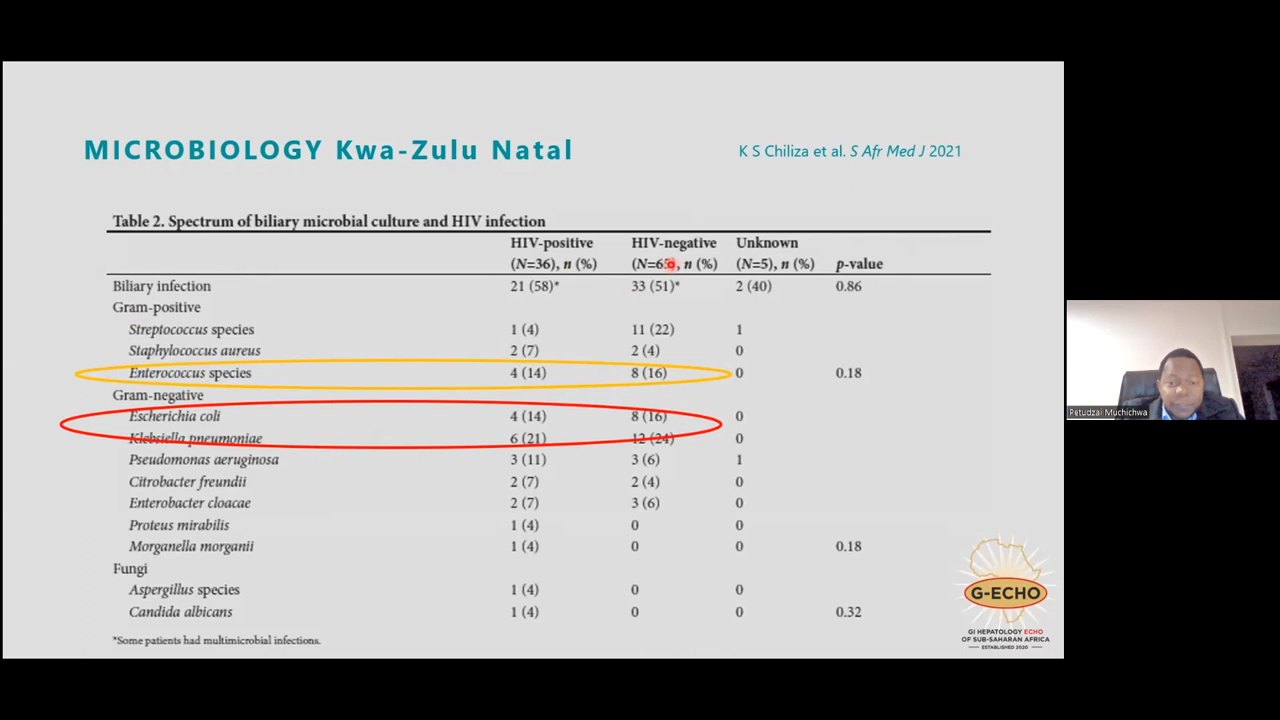 MICROBIOLOGY Kwa-Zulu Natal
K S Chiliza et al. S Afr Med J 2021
Table 2. Spectrum of biliary microbial culture and HIV infection
HIV-positive HIV-negative Unknown
(N=36), n (%) n (%) (N=5), n (%) p-value
Biliary infection 21 (58)* 33 (51)* 2 (40) 0.86
Gram-positive
Streptococcus species 1 (4) 11 (22) 1
Staphylococcus aureus 2 (7) 2 (4) 0
Enterococcus species 4 (14) 8 (16) 0 0.18
Gram-negative
Escherichia coli 4 (14) 8 (16) 0
Klebsiella pneumoniae 6 (21) 12 (24) 0
Pseudomonas aeruginosa 3 (11) 3 (6) 1
Citrobacter freundii 2 (7) 2 (4) 0
Enterobacter cloacae 2 (7) 3 (6) 0
Proteus mirabilis 1 (4) 0 0
Morganella morganii 1 (4) 0 0 0.18
Fungi
Aspergillus species 1 (4) 0 0
Candida albicans 1 (4) 0 0 0.32
*Some patients had multimicrobial infections.
G-ECHO
GI HEPATOLOGY ECHO
OF SUB-SAHARAN AFRICA
ESTABLISHED 2020
Petudzai Muchichwa